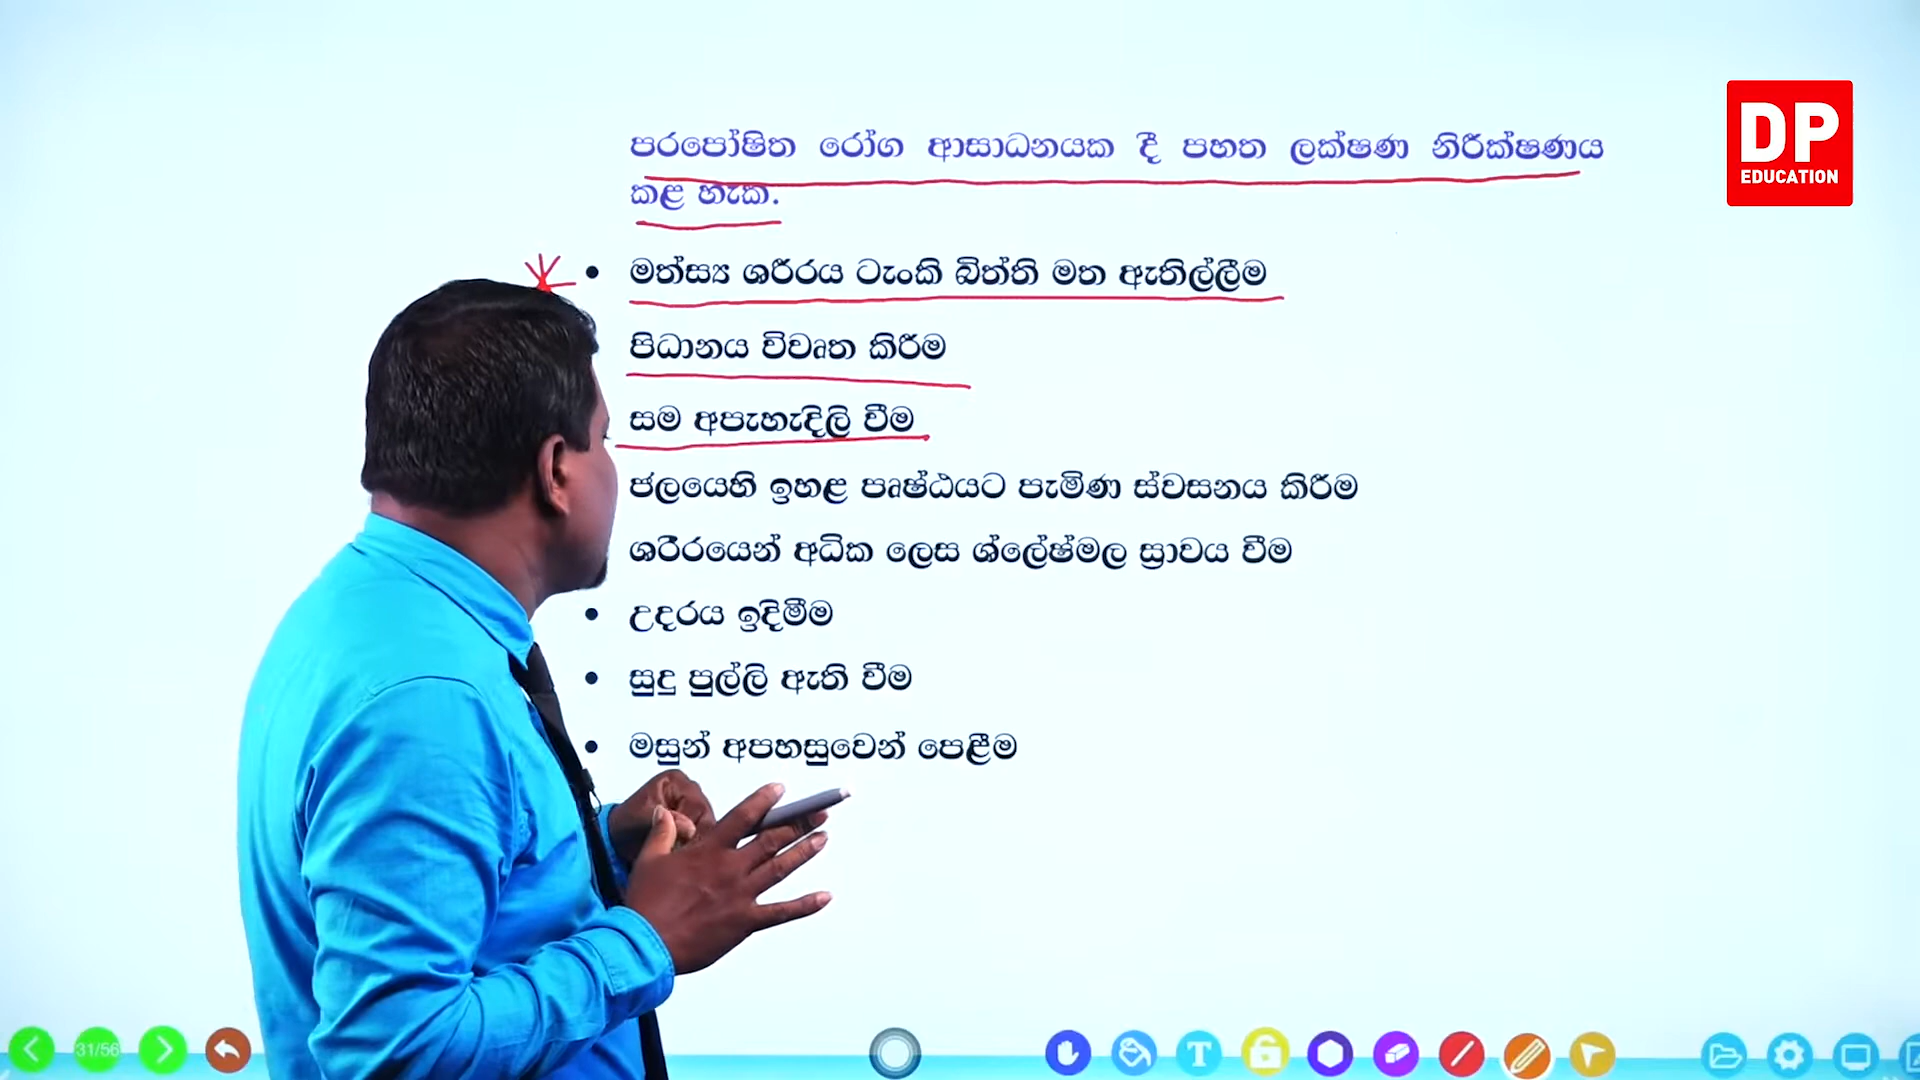 පරපෝෂිත රෝග ආසාධනයක දී පහත ලක්ෂණ නිරීක්ෂණය
කළ හැක.
• මත්ස්‍ය ශරීරය ටැංකි බිත්ති මත ඇතිල්ලීම
පිධානය විවෘත කිරීම
සම අපැහැදිලි වීම
ජලයෙහි ඉහළ පෘෂ්ඨයට පැමිණ ස්වසනය කිරීම
ශරීරයෙන් අධික ලෙස ශ්ලේෂ්මල ස්‍රාවය වීම
• උදරය ඉදිමීම
• සුදු පුල්ලි ඇති වීම
• මසුන් අපහසුවෙන් පෙළීම
DP
EDUCATION
31/56
T